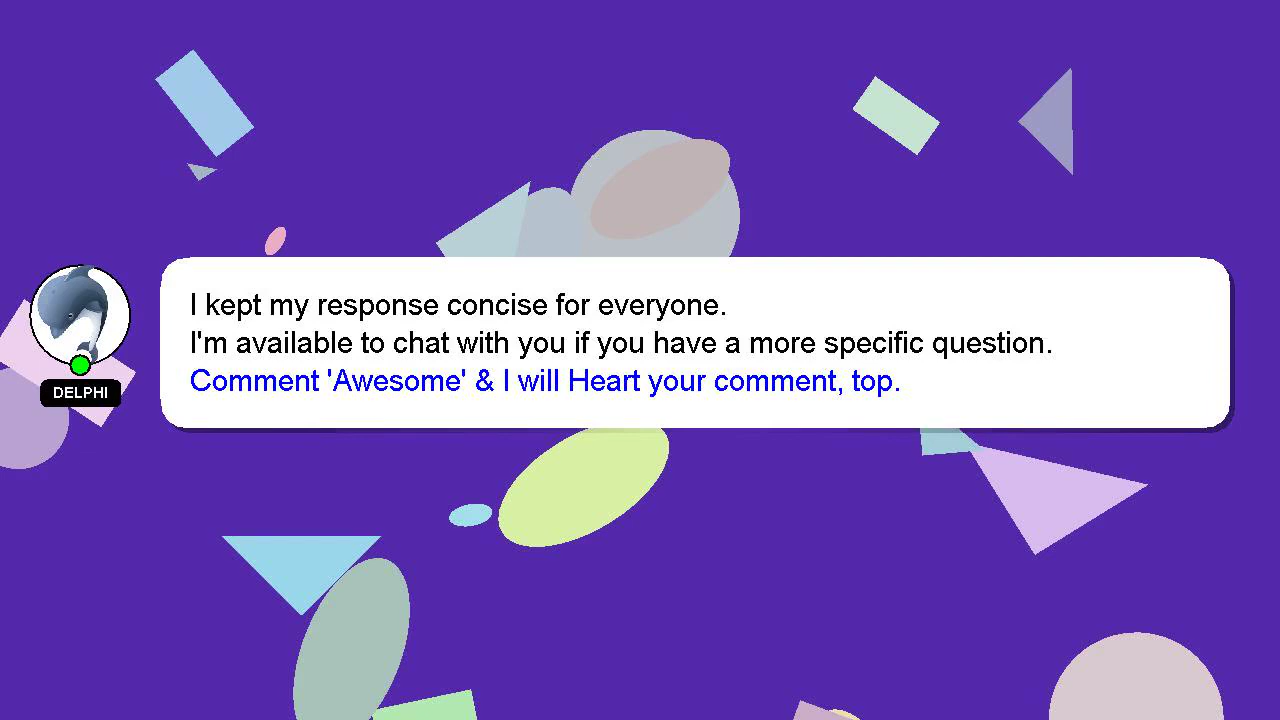 I kept my response concise for everyone.
I'm available to chat with you if you have a more specific question.
Comment 'Awesome' & I will Heart your comment, top.
DELPHI